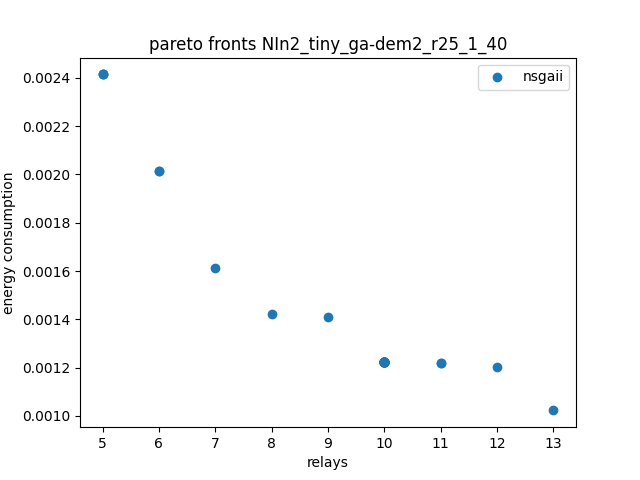 pareto fronts NIn2_tiny_ga-dem2_r25_1_40
nsgaii
energy consumption
0.0024
0.0022
0.0020
0.0018
0.0016
0.0014
0.0012
0.0010
5 6 7 8 9 10 11 12 13
relays